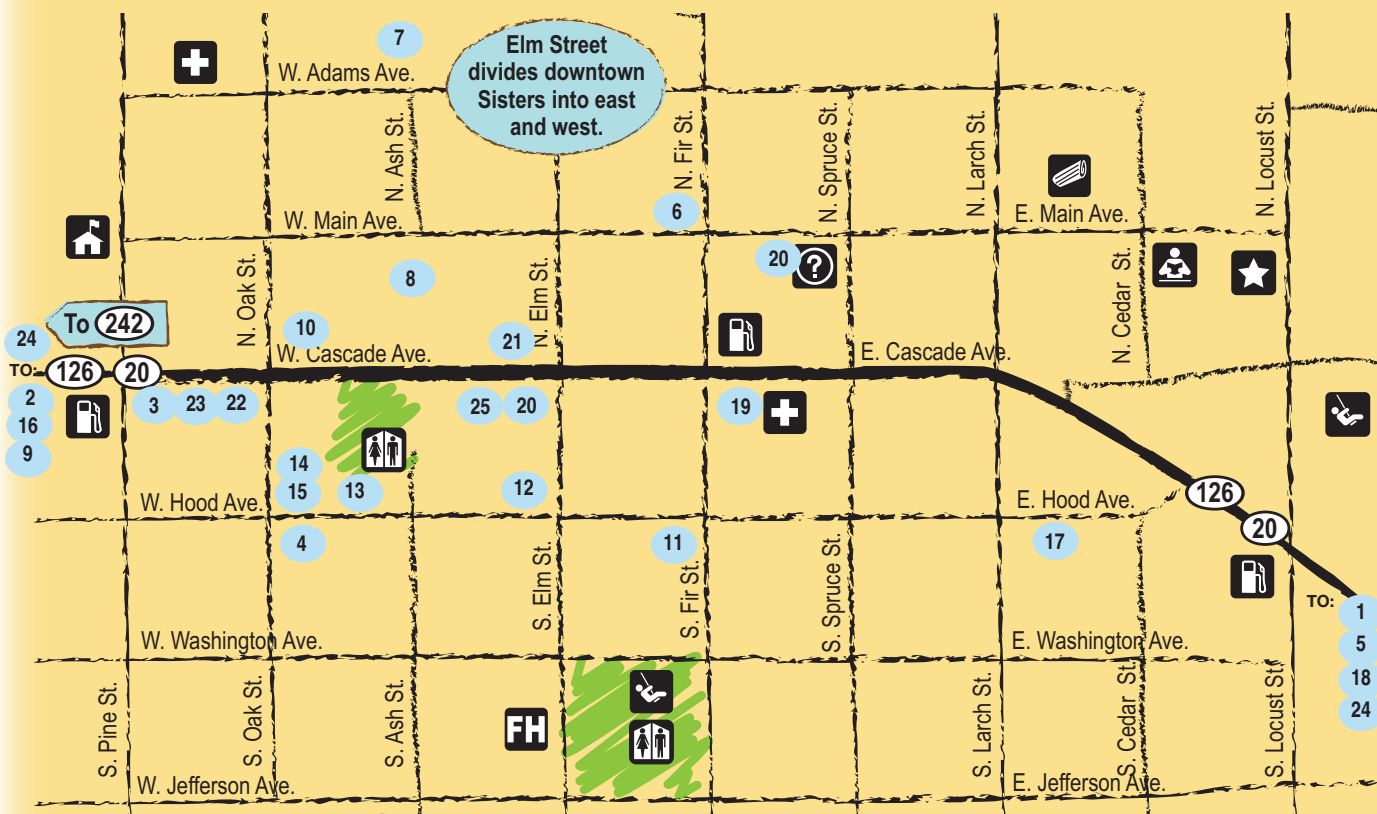 7
Elm Street
divides downtown
Sisters into east
and west.
W. Adams Ave.
N. Ash St.
N. Fir St.
N. Spruce St.
N. Larch St.
N. Locust St.
6
W. Main Ave.
E. Main Ave.
N. Oak St.
8
N. Elm St.
20
?
N. Cedar St.
To 242
24
10
21
W. Cascade Ave.
E. Cascade Ave.
TO:
126
20
2
16
9
3
23
22
25
20
19
14
15
13
12
W. Hood Ave.
E. Hood Ave.
126
20
4
11
17
S. Elm St.
S. Fir St.
S. Spruce St.
TO:
1
5
18
24
W. Washington Ave.
E. Washington Ave.
S. Pine St.
S. Oak St.
S. Ash St.
FH
S. Larch St.
S. Cedar St.
S. Locust St.
W. Jefferson Ave.
E. Jefferson Ave.